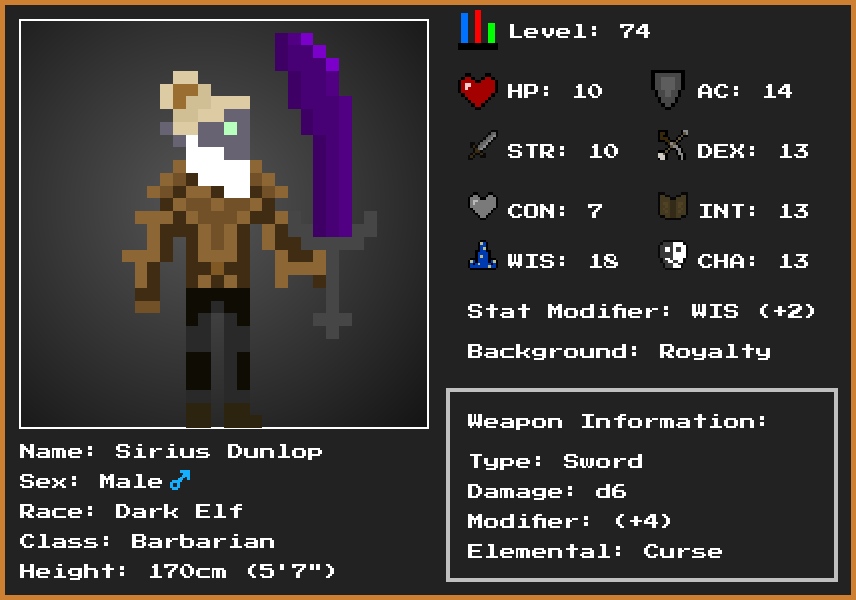 Level: 74
HP: 10
AC: 14
STR: 10
DEX: 13
CON: 7
INT: 13
WIS: 18
CHA: 13
Stat Modifier: WIS (+2)
Background: Royalty
Weapon Information:
Type: Sword
Damage: d6
Modifier: (+4)
Elemental: Curse
Name: Sirius Dunlop
Sex: Male ♂
Race: Dark Elf
Class: Barbarian
Height: 170cm (5'7")